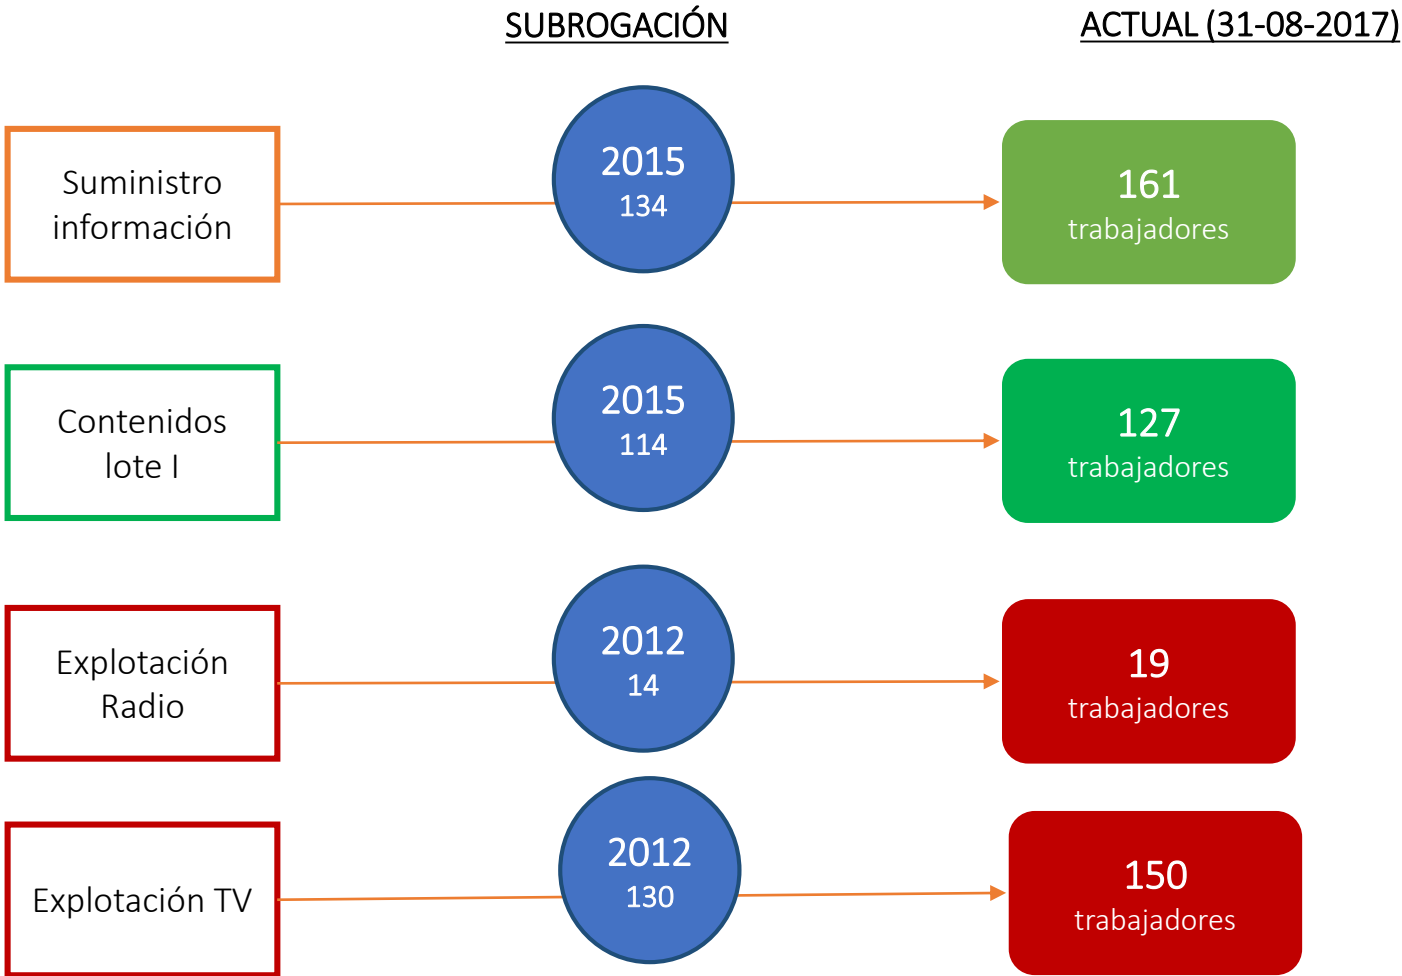 SUBROGACIÓN
ACTUAL (31-08-2017)
Suministro
información
2015
134
161
trabajadores
Contenidos
lote I
2015
114
127
trabajadores
Explotación
Radio
2012
14
19
trabajadores
Explotación TV
2012
130
150
trabajadores